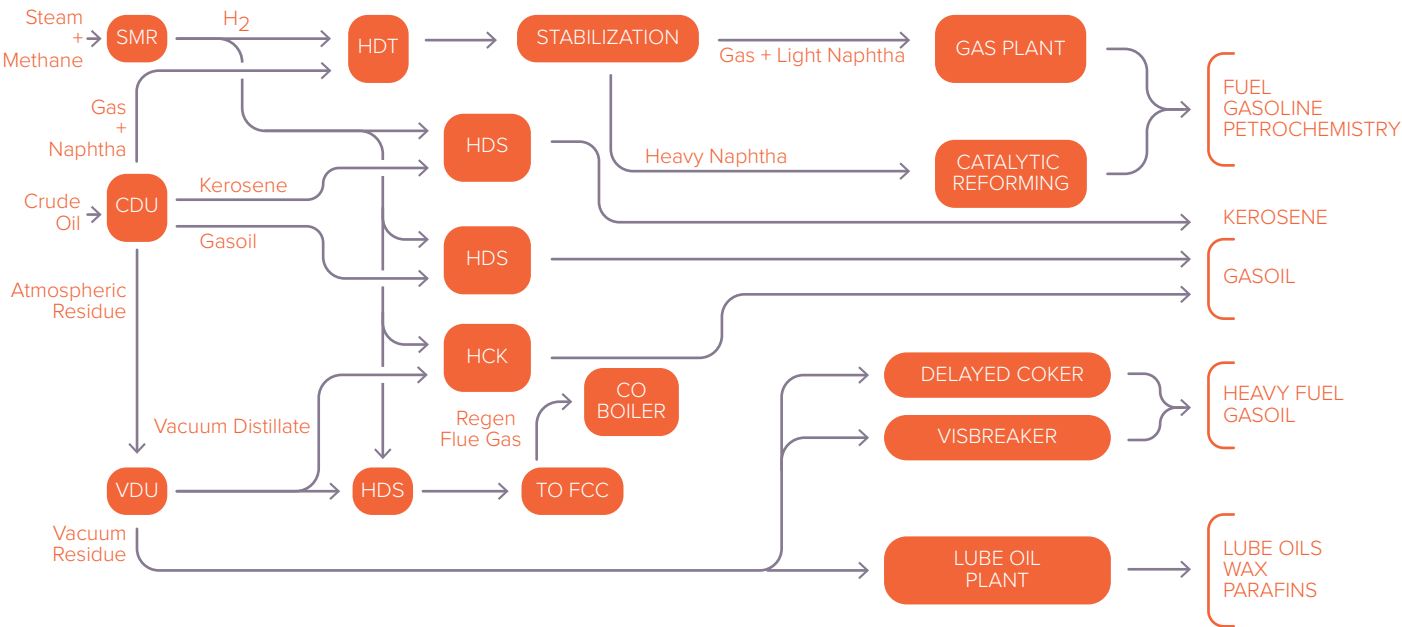 Steam
+
Methane
SMR
H2
HDT
STABILIZATION
Gas + Light Naphtha
GAS PLANT
FUEL
GASOLINE
PETROCHEMISTRY
Gas
+
Naphtha
HDS
Heavy Naphtha
CATALYTIC
REFORMING
Crude
Oil
CDU
Kerosene
KEROSENE
Gasoil
HDS
GASOIL
Atmospheric
Residue
HCK
CO
BOILER
DELAYED COKER
HEAVY FUEL
GASOIL
Vacuum Distillate
Regen
Flue Gas
VISBREAKER
VDU
HDS
TO FCC
Vacuum
Residue
LUBE OIL
PLANT
LUBE OILS
WAX
PARAFINS